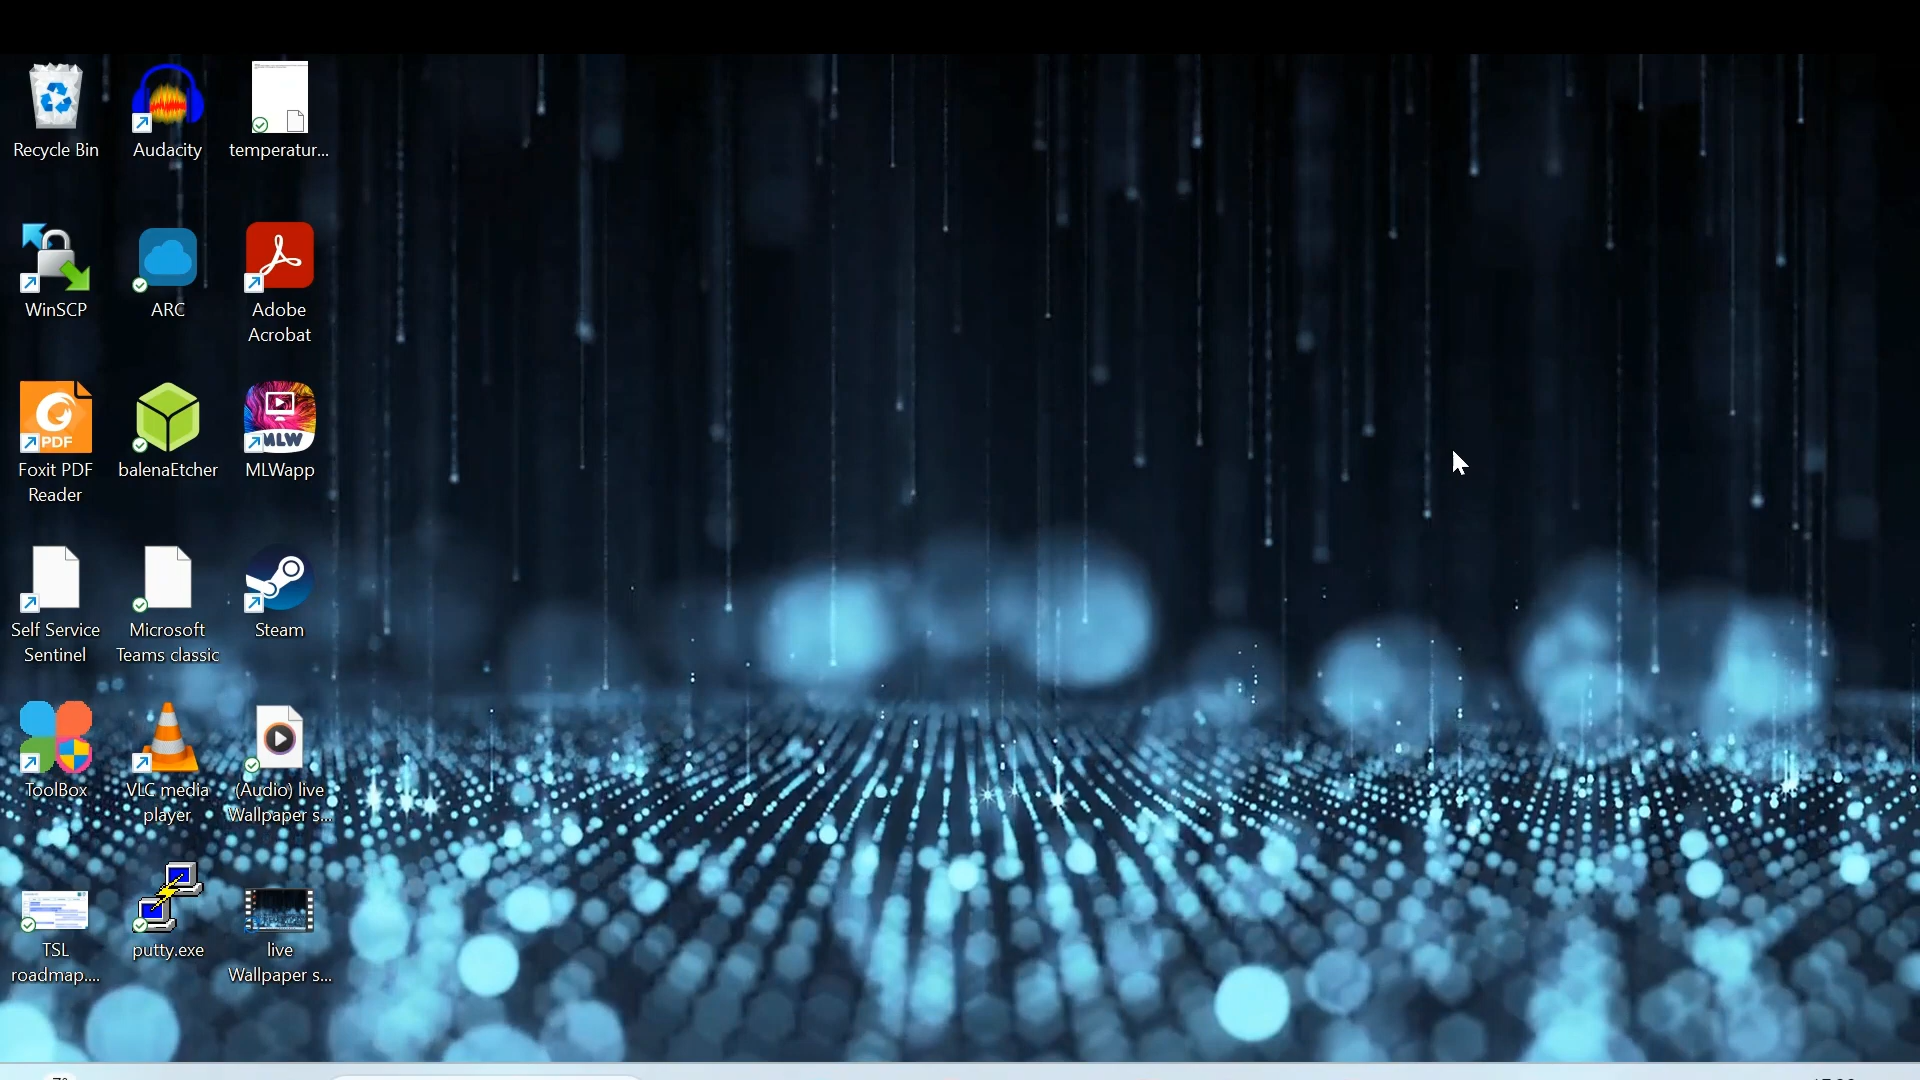 Recycle Bin
Audacity
temperatur...
WinSCP
ARC
Adobe
Acrobat
PDF
Foxit PDF
Reader
balenaEtcher
MLW
MLWapp
Self Service
Sentinel
Microsoft
Teams classic
Steam
ToolBox
VLC media
player
(Audio) live
Wallpaper s...
TSL
roadmap....
putty.exe
live
Wallpaper s...